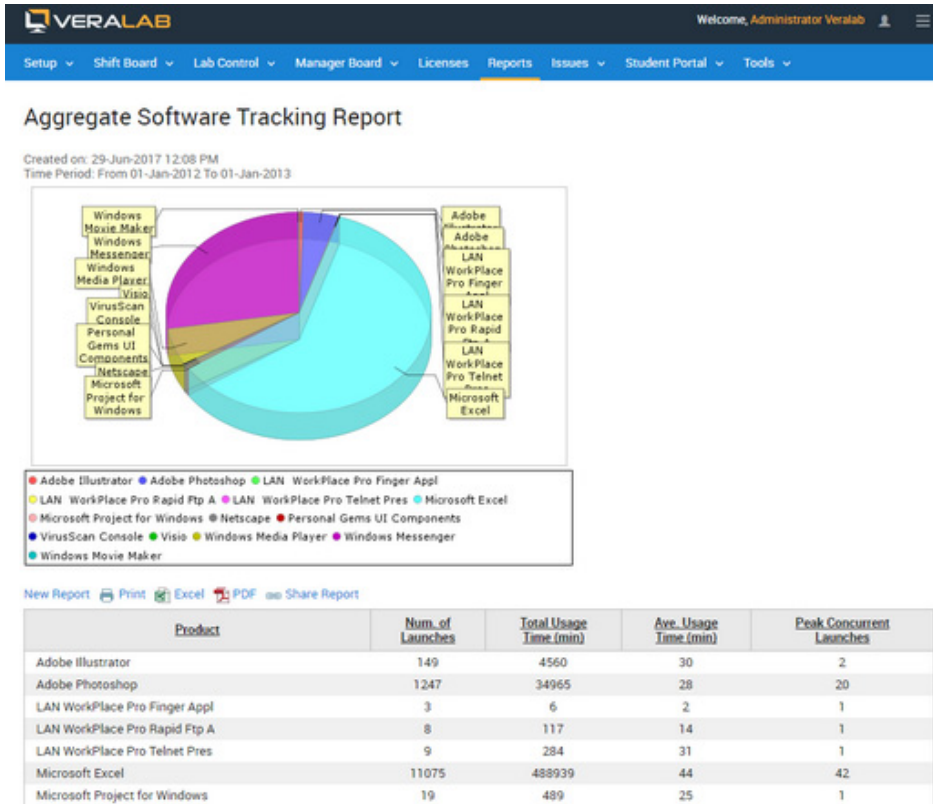 VERALAB
Welcome, Administrator Veralab
Setup Shift Board Lab Control Manager Board Licenses Reports Issues Student Portal Tools
Aggregate Software Tracking Report
Created on: 29-Jun-2017 12:08 PM
Time Period: From 01-Jan-2012 To 01-Jan-2013
Windows
Movie Maker
Windows
Messenger
Windows
Media Player
Visio
VirusScan
Console
Personal
Gems UI
Components
Netscape
Microsoft
Project for
Windows
Adobe
Adobe
LAN
WorkPlace
Pro Finger
LAN
WorkPlace
Pro Rapid
LAN
WorkPlace
Pro Telnet
Microsoft
Excel
Adobe Illustrator Adobe Photoshop LAN WorkPlace Pro Finger Appl
LAN WorkPlace Pro Rapid Ftp A LAN WorkPlace Pro Telnet Pres Microsoft Excel
Microsoft Project for Windows Netscape Personal Gems UI Components
VirusScan Console Visio Windows Media Player Windows Messenger
Windows Movie Maker
New Report Print Excel PDF Share Report
Product Num. of Launches Total Usage Time (min) Ave. Usage Time (min) Peak Concurrent Launches
Adobe Illustrator 149 4560 30 2
Adobe Photoshop 1247 34965 28 20
LAN WorkPlace Pro Finger Appl 3 6 2 1
LAN WorkPlace Pro Rapid Ftp A 8 117 14 1
LAN WorkPlace Pro Telnet Pres 9 284 31 1
Microsoft Excel 11075 488939 44 42
Microsoft Project for Windows 19 489 25 1